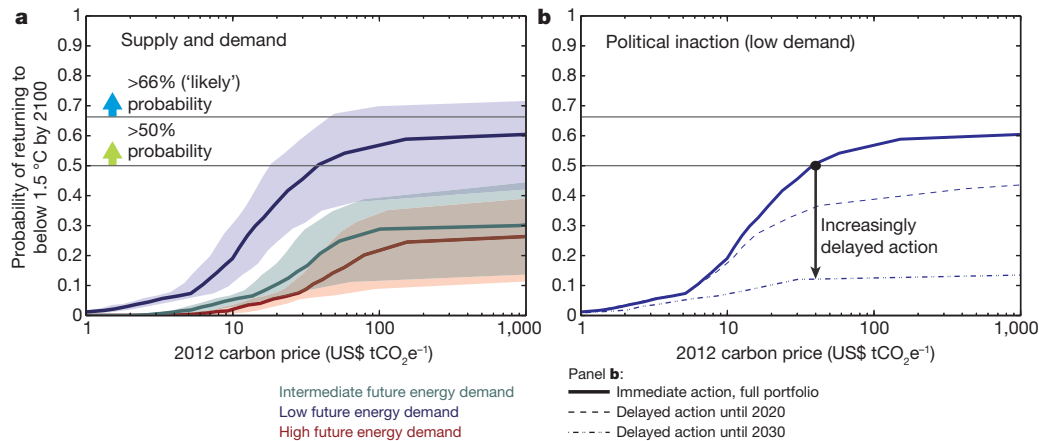 a
Supply and demand
>66% (‘likely’)
probability
>50%
probability
Probability of returning to
below 1.5 °C by 2100
1
0.9
0.8
0.7
0.6
0.5
0.4
0.3
0.2
0.1
0
1
10
100
1,000
2012 carbon price (US$ tCO₂e⁻¹)
Intermediate future energy demand
Low future energy demand
High future energy demand
b
Political inaction (low demand)
Increasingly
delayed action
1
0.9
0.8
0.7
0.6
0.5
0.4
0.3
0.2
0.1
0
1
10
100
1,000
2012 carbon price (US$ tCO₂e⁻¹)
Panel b:
Immediate action, full portfolio
Delayed action until 2020
Delayed action until 2030